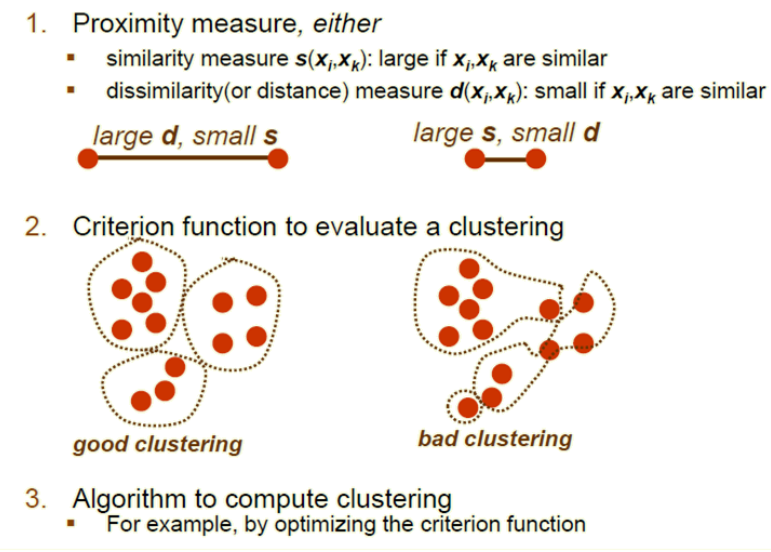 1. Proximity measure, either
▪ similarity measure s(xi,xk): large if xi,xk are similar
▪ dissimilarity(or distance) measure d(xi,xk): small if xi,xk are similar
large d, small s
large s, small d
2. Criterion function to evaluate a clustering
good clustering
bad clustering
3. Algorithm to compute clustering
▪ For example, by optimizing the criterion function